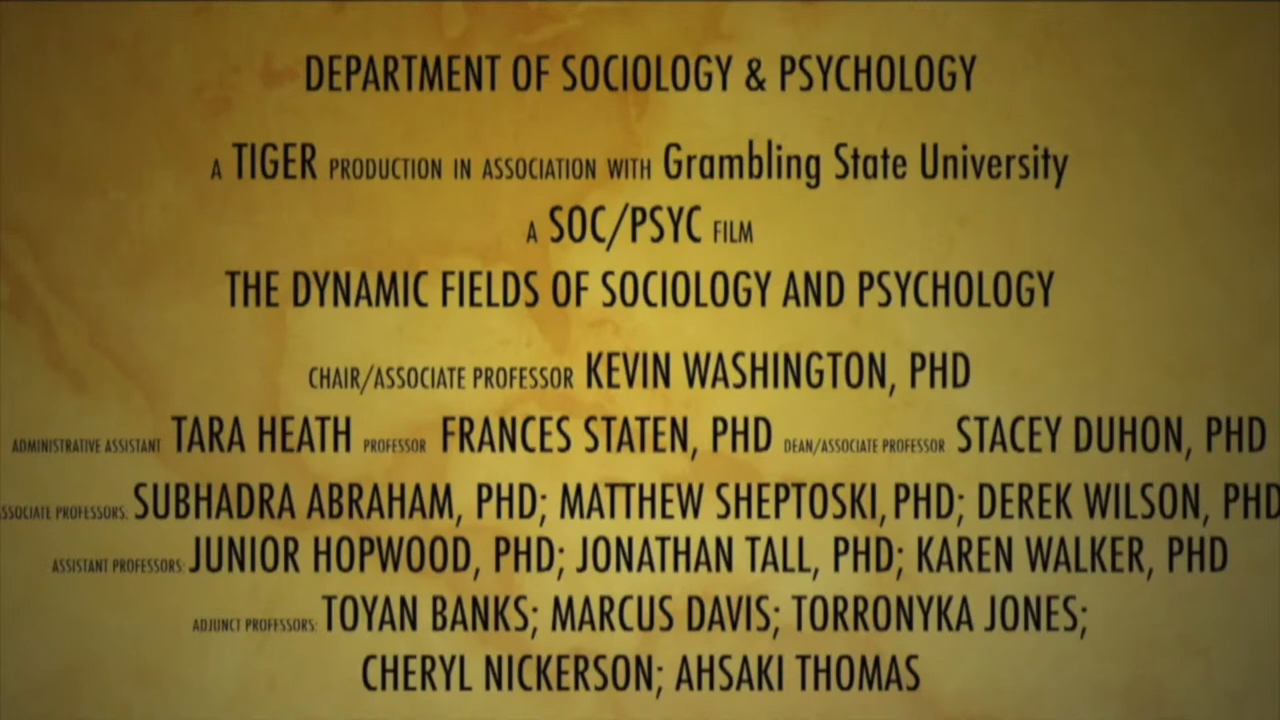 DEPARTMENT OF SOCIOLOGY & PSYCHOLOGY
A TIGER PRODUCTION IN ASSOCIATION WITH Grambling State University
A SOC/PSYC FILM
THE DYNAMIC FIELDS OF SOCIOLOGY AND PSYCHOLOGY
CHAIR/ASSOCIATE PROFESSOR KEVIN WASHINGTON, PHD
ADMINISTRATIVE ASSISTANT TARA HEATH PROFESSOR FRANCES STATEN, PHD DEAN/ASSOCIATE PROFESSOR STACEY DUHON, PHD
SSOCIATE PROFESSORS: SUBHADRA ABRAHAM, PHD; MATTHEW SHEPTOSKI, PHD; DEREK WILSON, PHD
ASSISTANT PROFESSORS: JUNIOR HOPWOOD, PHD; JONATHAN TALL, PHD; KAREN WALKER, PHD
ADJUNCT PROFESSORS: TOYAN BANKS; MARCUS DAVIS; TORRONYKA JONES;
CHERYL NICKERSON; AHSAKI THOMAS